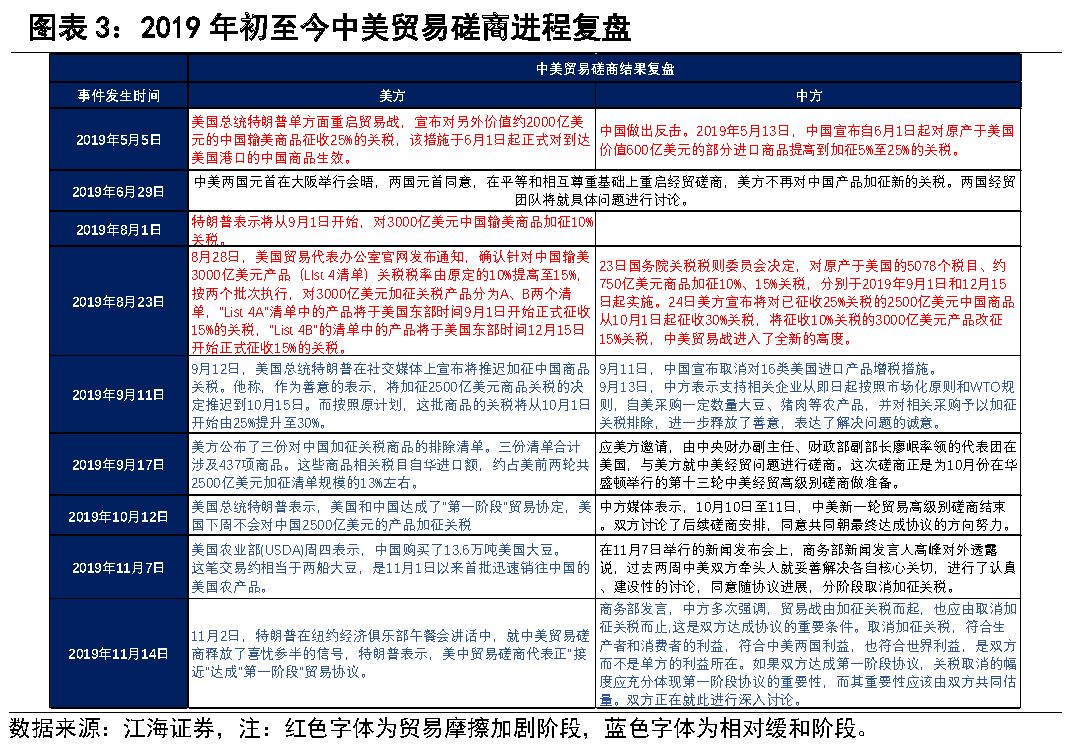 图表3：2019年初至今中美贸易磋商进程复盘
中美贸易磋商结果复盘
事件发生时间 美方 中方
2019年5月5日
美国总统特朗普单方面重启贸易战，宣布对另外价值约2000亿美
元的中国输美商品征收25%的关税，该措施于6月1日起正式对到达
美国港口的中国商品生效。
中国做出反击。2019年5月13日，中国宣布自6月1日起对原产于美国
价值600亿美元的部分进口商品提高到加征5%至25%的关税。
2019年6月29日
中美两国元首在大阪举行会晤，两国元首同意，在平等和相互尊重基础上重启经贸磋商，美方不再对中国产品加征新的关税。两国经贸
团队将就具体问题进行讨论。
2019年8月1日
特朗普表示将从9月1日开始，对3000亿美元中国输美商品加征10%
关税。
2019年8月23日
8月28日，美国贸易代表办公室官网发布通知，确认针对中国输美
3000亿美元产品（LIst 4清单）关税税率由原定的10%提高至15%，
按两个批次执行，对3000亿美元加征关税产品分为A、B两个清
单，"List 4A"清单中的产品将于美国东部时间9月1日开始正式征收
15%的关税，"List 4B"的清单中的产品将于美国东部时间12月15日
开始正式征收15%的关税。
23日国务院关税税则委员会决定，对原产于美国的5078个税目、约
750亿美元商品加征10%、15%关税，分别于2019年9月1日和12月15
日起实施。24日美方宣布将对已征收25%关税的2500亿美元中国商品
从10月1日起征收30%关税，将征收10%关税的3000亿美元产品改征
15%关税，中美贸易战进入了全新的高度。
2019年9月11日
9月12日，美国总统特朗普在社交媒体上宣布将推迟加征中国商品
关税。他称，作为善意的表示，将加征2500亿美元商品关税的决
定推迟到10月15日。而按照原计划，这批商品的关税将从10月1日
开始由25%提升至30%。
9月11日，中国宣布取消对16类美国进口产品增税措施。
9月13日，中方表示支持相关企业从即日起按照市场化原则和WTO规
则，自美采购一定数量大豆、猪肉等农产品，并对相关采购予以加征
关税排除，进一步释放了善意，表达了解决问题的诚意。
2019年9月17日
美方公布了三份对中国加征关税商品的排除清单。三份清单合计
涉及437项商品。这些商品相关税目自华进口额，约占美前两轮共
2500亿美元加征清单规模的13%左右。
应美方邀请，由中央财办副主任、财政部副部长廖岷率领的代表团在
美国，与美方就中美经贸问题进行磋商。这次磋商正是为10月份在华
盛顿举行的第十三轮中美经贸高级别磋商做准备。
2019年10月12日
美国总统特朗普表示，美国和中国达成了"第一阶段"贸易协定，美
国下周不会对中国2500亿美元的产品加征关税
中方媒体表示，10月10日至11日，中美新一轮贸易高级别磋商结束
。双方讨论了后续磋商安排，同意共同朝最终达成协议的方向努力。
2019年11月7日
美国农业部(USDA)周四表示，中国购买了13.6万吨美国大豆。
这笔交易约相当于两船大豆，是11月1日以来首批迅速销往中国的
美国农产品。
在11月7日举行的新闻发布会上，商务部新闻发言人高峰对外透露
说，过去两周中美双方牵头人就妥善解决各自核心关切，进行了认真
、建设性的讨论，同意随协议进展，分阶段取消加征关税。
2019年11月14日
11月2日，特朗普在纽约经济俱乐部午餐会讲话中，就中美贸易磋
商释放了喜忧参半的信号，特朗普表示，美中贸易磋商代表正"接
近"达成"第一阶段"贸易协议。
商务部发言，中方多次强调，贸易战由加征关税而起，也应由取消加
征关税而止,这是双方达成协议的重要条件。取消加征关税，符合生
产者和消费者的利益，符合中美两国利益，也符合世界利益，是双方
而不是单方的利益所在。如果双方达成第一阶段协议，关税取消的幅
度应充分体现第一阶段协议的重要性，而其重要性应该由双方共同估
量。双方正在就此进行深入讨论。
数据来源：江海证券，注：红色字体为贸易摩擦加剧阶段，蓝色字体为相对缓和阶段。